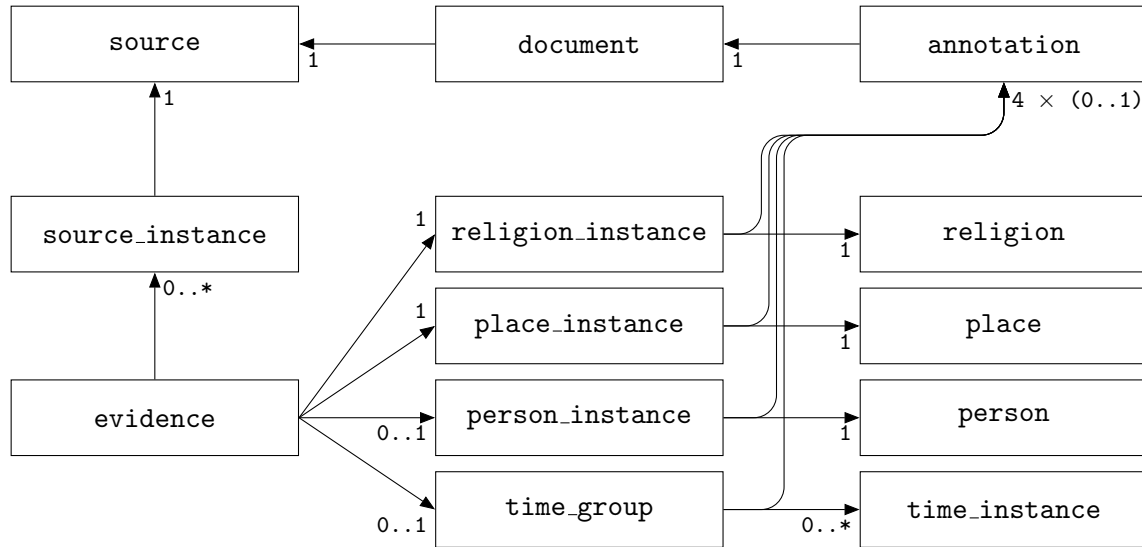 source
document
annotation
1
1
1
4 × (0..1)
source_instance
1
religion_instance
religion
0..*
1
1
place_instance
place
1
evidence
person_instance
person
0..1
1
time_group
time_instance
0..1
0..*